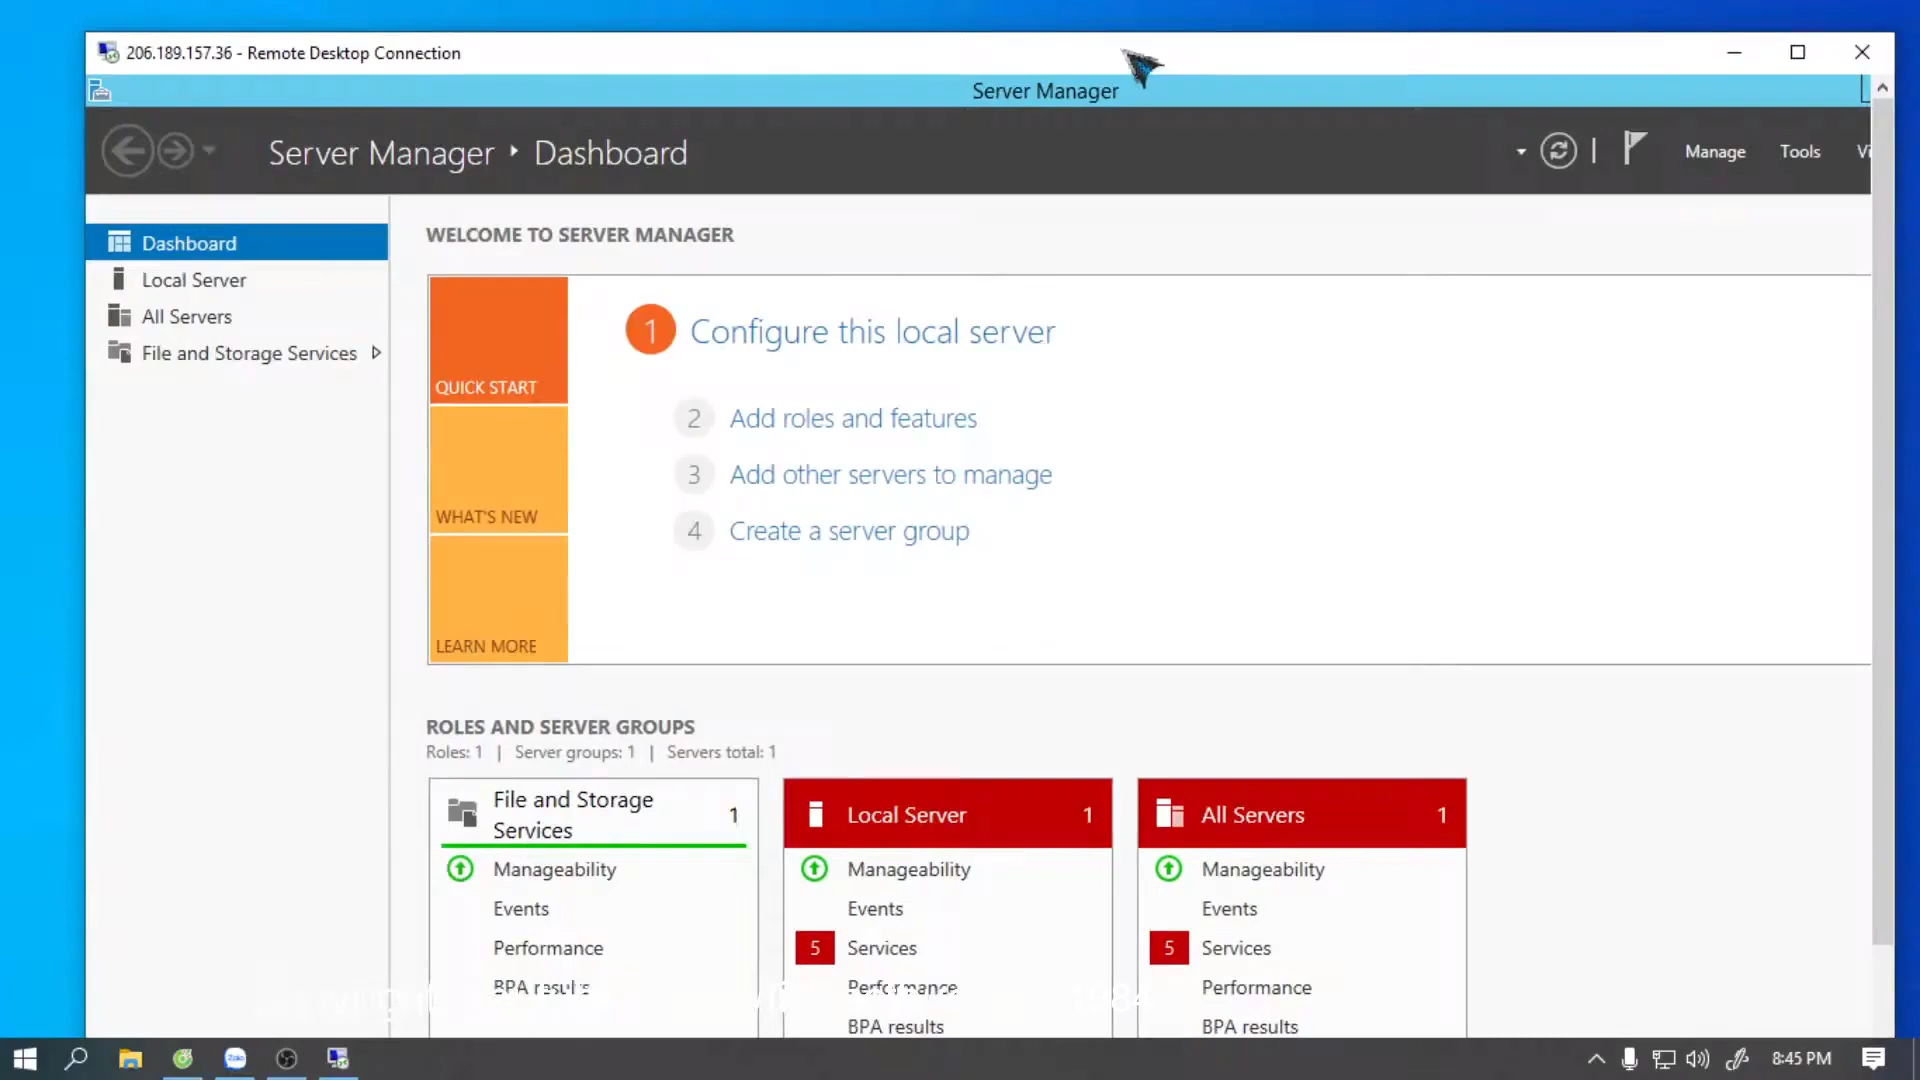 206.189.157.36 - Remote Desktop Connection
Server Manager
Server Manager ‣ Dashboard
Manage
Tools
Dashboard
Local Server
All Servers
File and Storage Services
WELCOME TO SERVER MANAGER
QUICK START
WHAT'S NEW
LEARN MORE
1 Configure this local server
2 Add roles and features
3 Add other servers to manage
4 Create a server group
ROLES AND SERVER GROUPS
Roles: 1 | Server groups: 1 | Servers total: 1
File and Storage
Services
1
Manageability
Events
Performance
BPA results
Local Server 1
Manageability
Events
5 Services
Performance
BPA results
All Servers 1
Manageability
Events
5 Services
Performance
BPA results
Zalo
8:45 PM